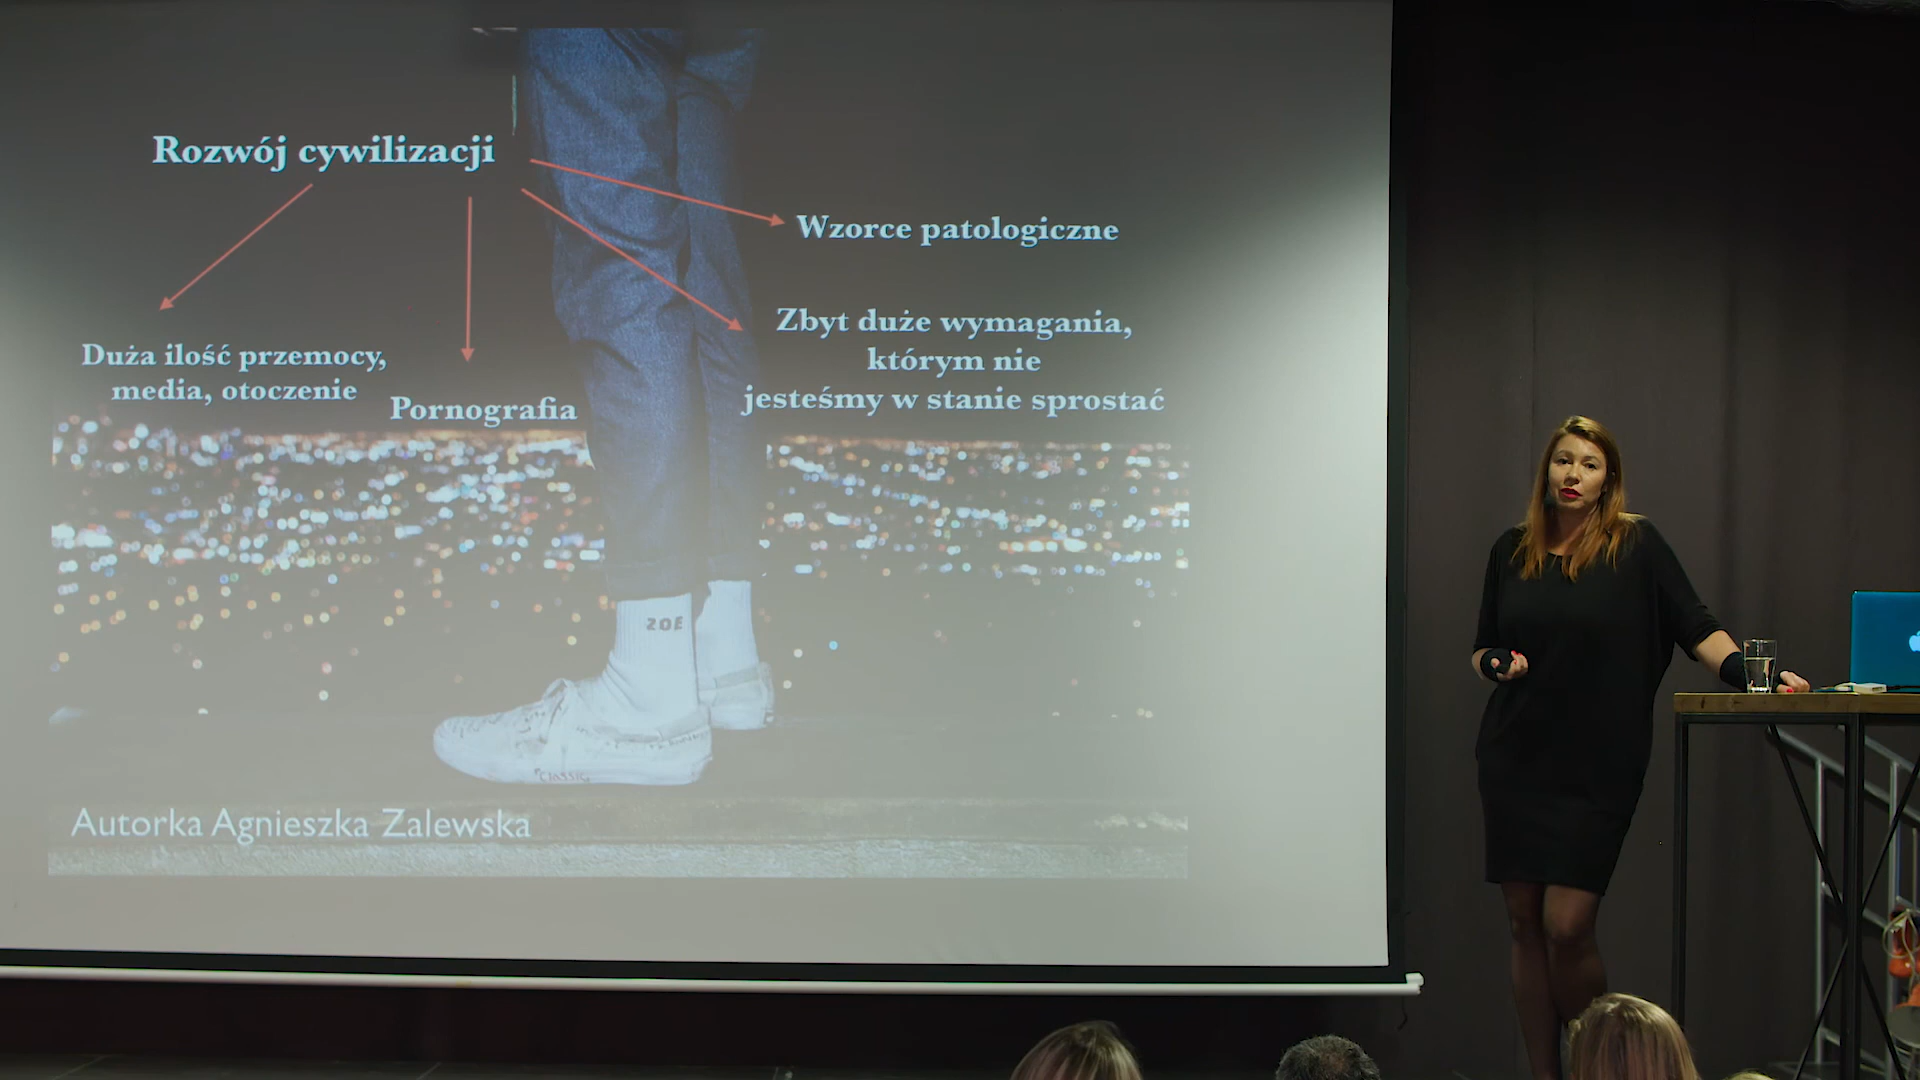 Rozwój cywilizacji
Wzorce patologiczne
Zbyt duże wymagania,
którym nie
jesteśmy w stanie sprostać
Duża ilość przemocy,
media, otoczenie
Pornografia
ZOE
"CLASSIC
Autorka Agnieszka Zalewska